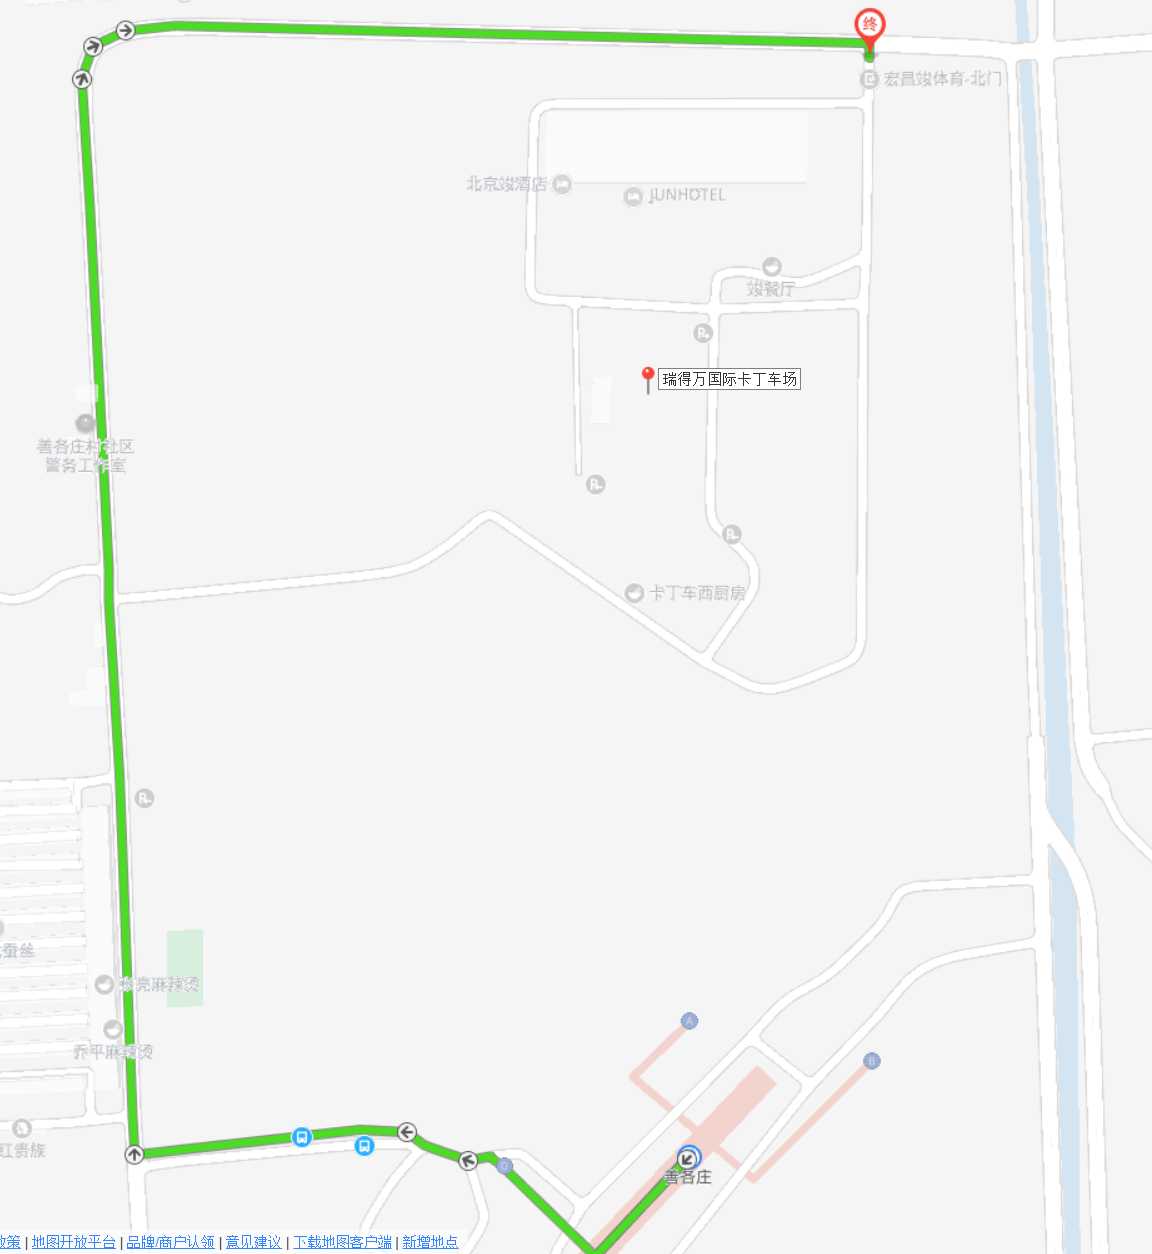 终
宏昌竣体育-北门
北京竣酒店
JUNHOTEL
竣餐厅
瑞得万国际卡丁车场
善各庄村社区
警务工作室
卡丁车西厨房
蚕丝
麻辣烫
乔平麻辣烫
红贵族
A
B
D
善各庄
政策 | 地图开放平台 | 品牌/商户认领 | 意见建议 | 下载地图客户端 | 新增地点